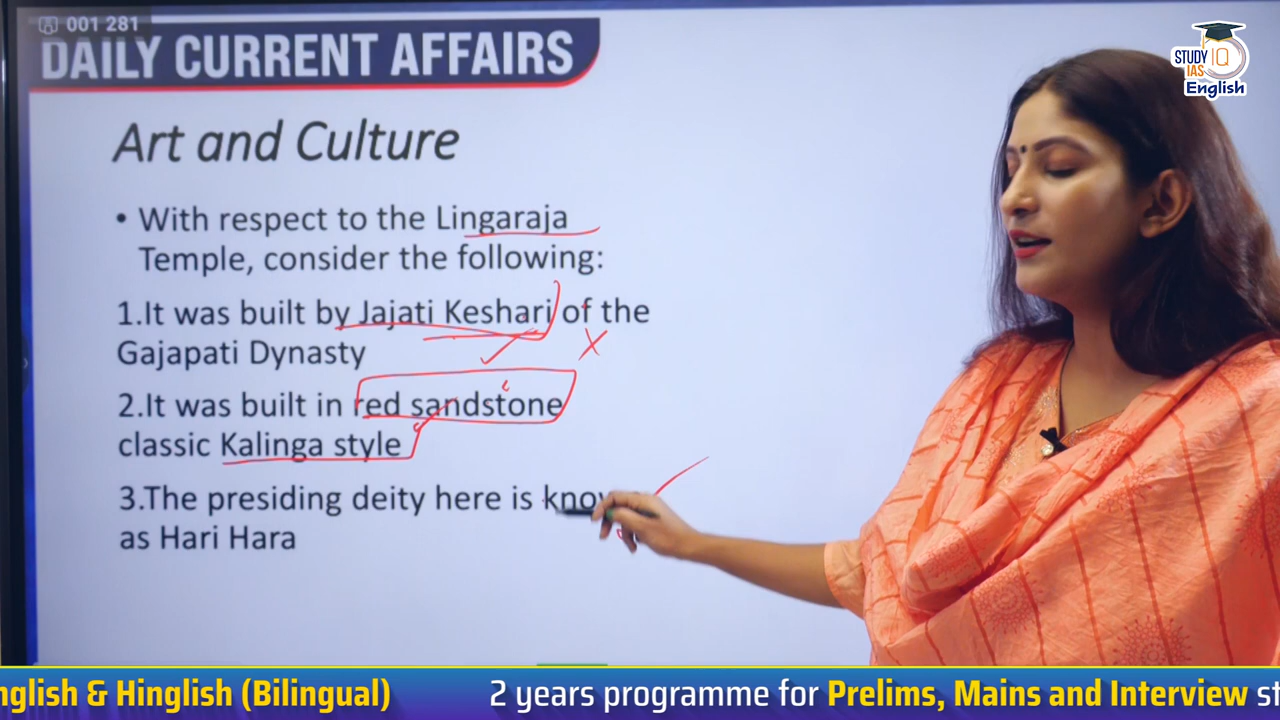 001 281
DAILY CURRENT AFFAIRS
STUDY IQ
IAS
English
Art and Culture
• With respect to the Lingaraja
Temple, consider the following:
1.It was built by Jajati Keshari of the
Gajapati Dynasty
2.It was built in red sandstone
classic Kalinga style
3.The presiding deity here is
as Hari Hara
nglish & Hinglish (Bilingual) 2 years programme for Prelims, Mains and Interview st